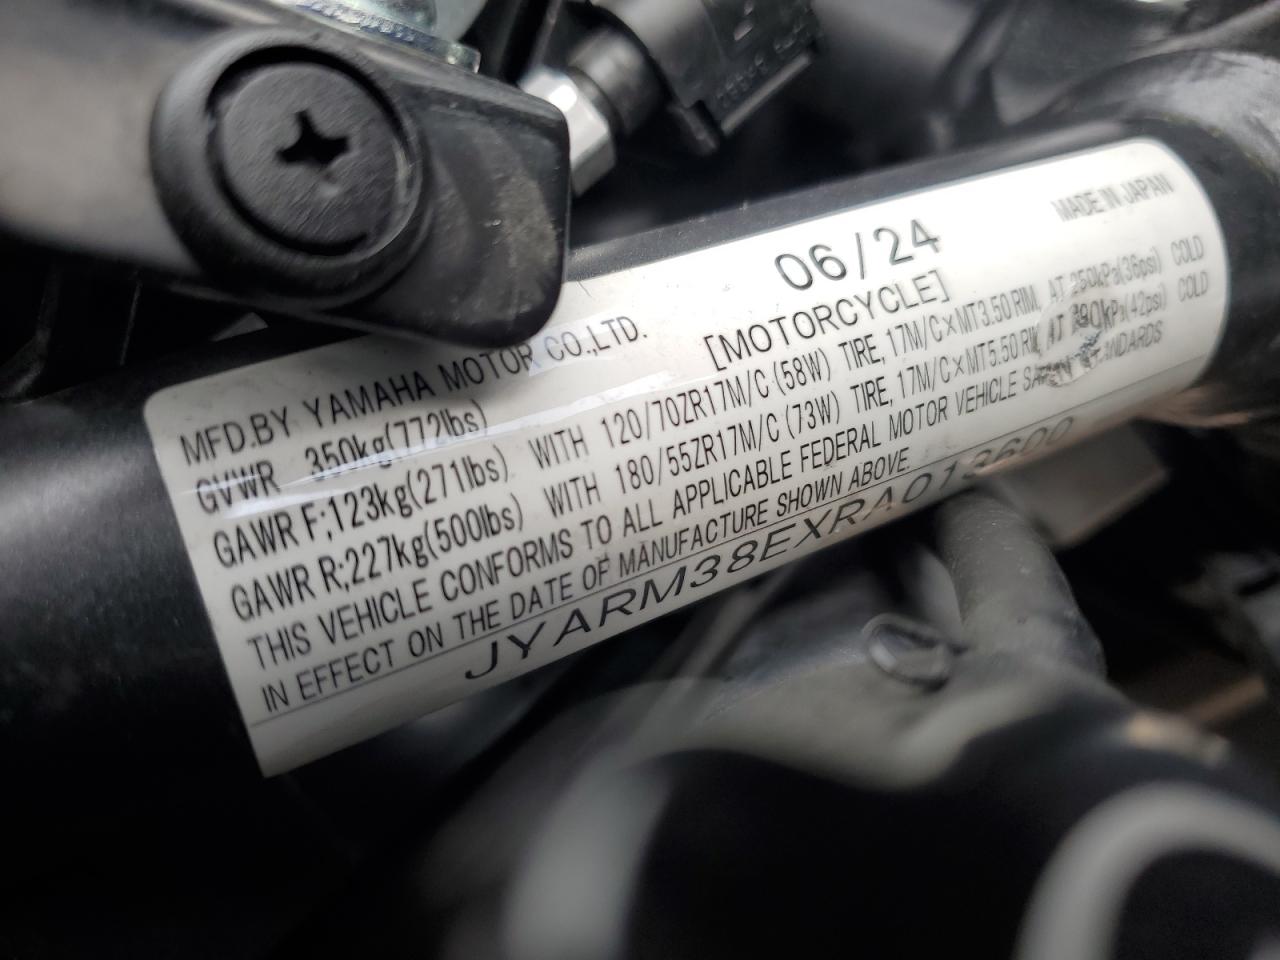 06/24
MADE IN JAPAN
MFD.BY YAMAHA MOTOR CO.,LTD. [MOTORCYCLE]
GVWR 350kg(772lbs)
GAWR F;123kg(271lbs) WITH 120/70ZR17M/C (58W) TIRE, 17M/C×MT3.50 RIM, AT 250kPa(36psi) COLD
GAWR R;227kg(500lbs) WITH 180/55ZR17M/C (73W) TIRE, 17M/C×MT5.50 RIM, AT 290kPa(42psi) COLD
THIS VEHICLE CONFORMS TO ALL APPLICABLE FEDERAL MOTOR VEHICLE SAFETY STANDARDS
IN EFFECT ON THE DATE OF MANUFACTURE SHOWN ABOVE.
JYARM38EXRA013600